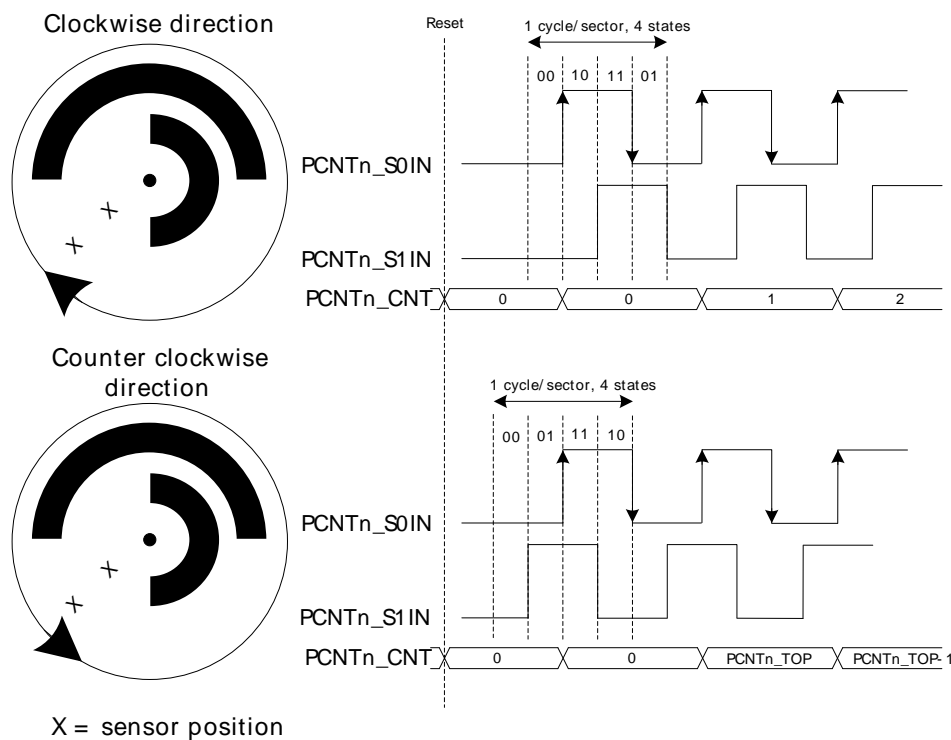 Clockwise direction
Reset
1 cycle/sector, 4 states
00 10 11 01
PCNTn_S0IN
PCNTn_S1IN
PCNTn_CNT 0 0 1 2
X X
Counter clockwise
direction
1 cycle/sector, 4 states
00 01 11 10
PCNTn_S0IN
PCNTn_S1IN
PCNTn_CNT 0 0 PCNTn_TOP PCNTn_TOP-1
X X
X = sensor position